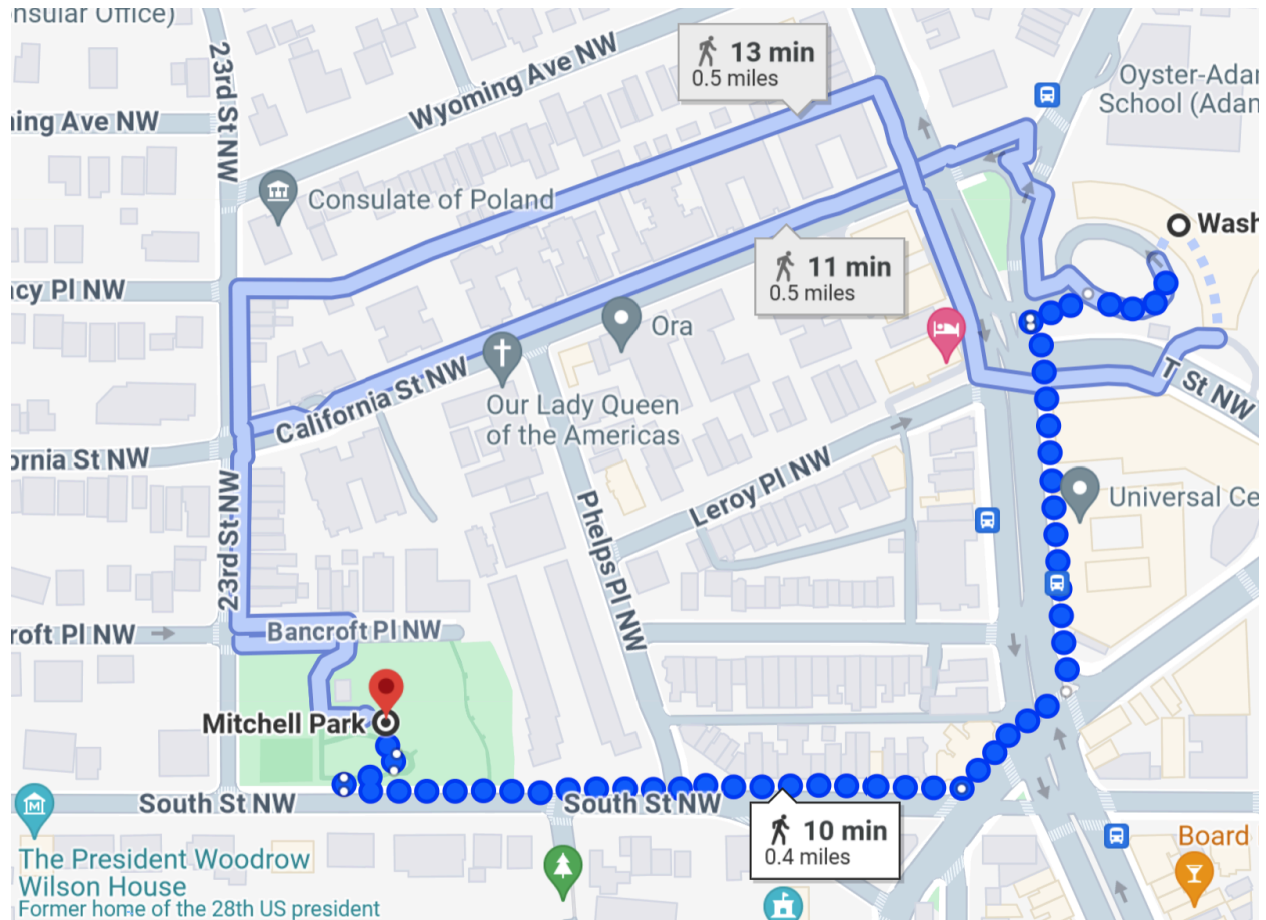 nsular Office)
23rd St NW
Wyoming Ave NW
13 min
0.5 miles
Oyster-Adar
School (Adam
ning Ave NW
Consulate of Poland
Wash
acy Pl NW
11 min
0.5 miles
Ora
California St NW
Our Lady Queen
of the Americas
T St NW
ornia St NW
Leroy Pl NW
Universal Ce
23rd St NW
Phelps Pl NW
roft Pl NW
Bancroft Pl NW
Mitchell Park
South St NW
South St NW
10 min
0.4 miles
The President Woodrow
Wilson House
Former home of the 28th US president
Board